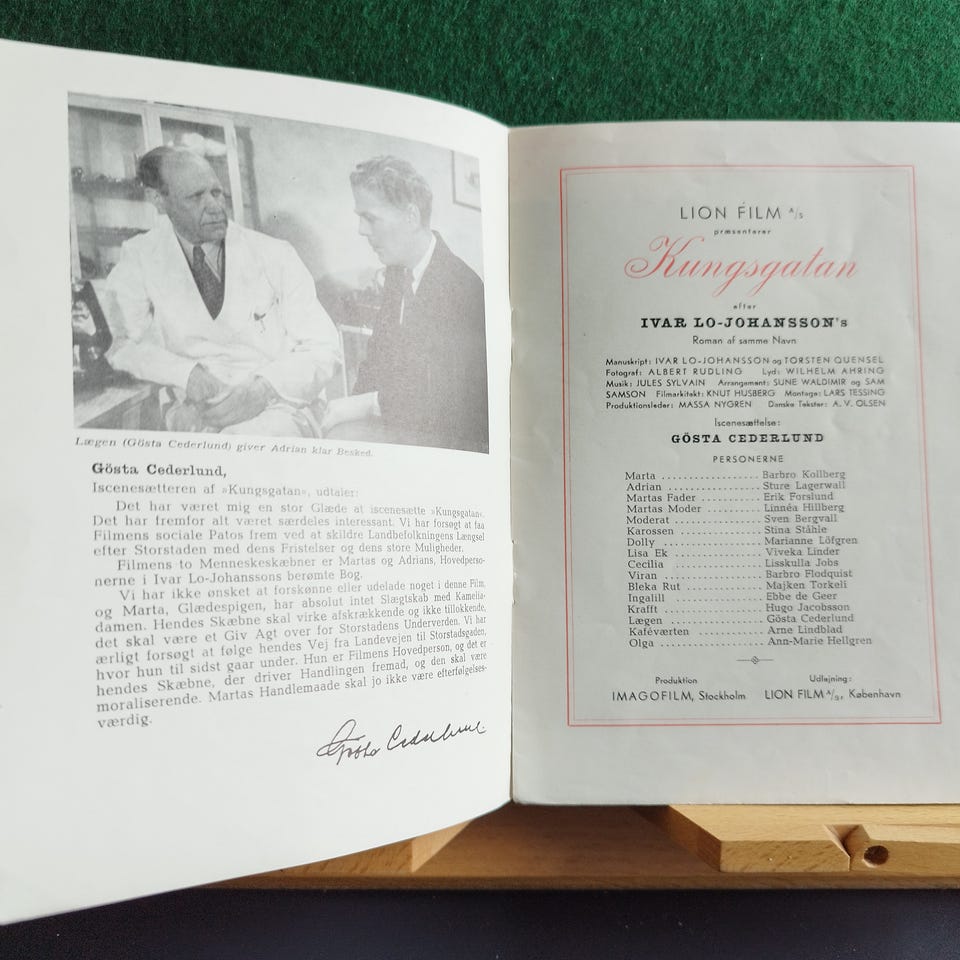 Lægen (Gösta Cederlund) giver Adrian klar Besked.
Gösta Cederlund,
Iscenesætteren af »Kungsgatan«, udtaler:
Det har været mig en stor Glæde at iscenesætte »Kungsgatan«.
Det har fremfor alt været særdeles interessant. Vi har forsøgt at faa
Filmens sociale Patos frem ved at skildre Landbefolkningens Længsel
efter Storstaden med dens Fristelser og dens store Muligheder.
Filmens to Menneskeskæbner er Martas og Adrians, Hovedperso-
nerne i Ivar Lo-Johanssons berømte Bog.
Vi har ikke ønsket at forskønne eller udelade noget i denne Film,
og Marta, Glædespigen, har absolut intet Slægtskab med Kamelia-
damen. Hendes Skæbne skal virke afskrækkende og ikke tillokkende,
det skal være et Giv Agt over for Storstadens Underverden. Vi har
ærligt forsøgt at følge hendes Vej fra Landevejen til Storstadsgaden,
hvor hun til sidst gaar under. Hun er Filmens Hovedperson, og det er
hendes Skæbne, der driver Handlingen fremad, og den skal være
moraliserende. Martas Handlemaade skal jo ikke være efterfølgelses-
værdig.
Gösta Cederlund.
LION FILM A/S
præsenterer
Kungsgatan
efter
IVAR LO-JOHANSSON's
Roman af samme Navn
Manuskript: IVAR LO-JOHANSSON og TORSTEN QUENSEL
Fotograf: ALBERT RUDLING Lyd: WILHELM AHRING
Musik: JULES SYLVAIN Arrangement: SUNE WALDIMIR og SAM
SAMSON Filmarkitekt: KNUT HUSBERG Montage: LARS TESSING
Produktionsleder: MASSA NYGREN Danske Tekster: A. V. OLSEN
Iscenesættelse:
GÖSTA CEDERLUND
PERSONERNE
Marta ................ Barbro Kollberg
Adrian ................ Sture Lagerwall
Martas Fader .......... Erik Forslund
Martas Moder .......... Linnéa Hillberg
Moderat ............... Sven Bergvall
Karossen .............. Stina Ståhle
Dolly ................. Marianne Löfgren
Lisa Ek ............... Viveka Linder
Cecilia ............... Lisskulla Jobs
Viran ................. Barbro Flodquist
Bleka Rut ............. Majken Torkeli
Ingalill .............. Ebbe de Geer
Krafft ................ Hugo Jacobsson
Lægen ................. Gösta Cederlund
Kaféværten ............ Arne Lindblad
Olga .................. Ann-Marie Hellgren
Produktion Udlejning:
IMAGOFILM, Stockholm LION FILM A/S, København